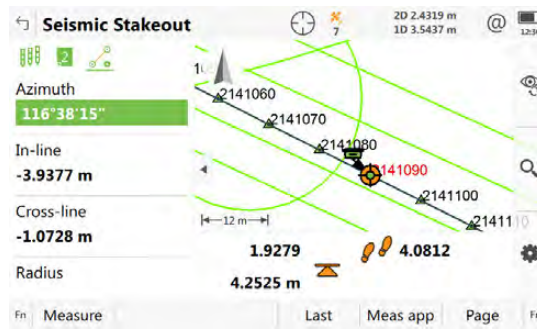 Seismic Stakeout
7
2D 2.4319 m
1D 3.5437 m
@
2
Azimuth
116°38'15"
In-line
-3.9377 m
Cross-line
-1.0728 m
Radius
2141060
2141070
2141080
2141090
2141100
21411 10
12 m
1.9279
4.0812
4.2525 m
Fn
Measure
Last
Meas app
Page